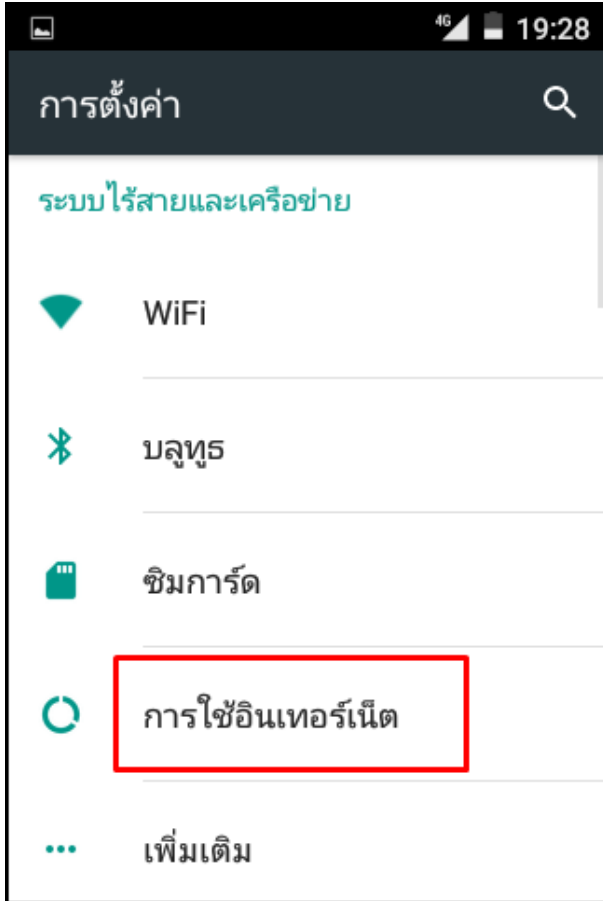 4G 19:28
การตั้งค่า
ระบบไร้สายและเครือข่าย
WiFi
บลูทูธ
ซิมการ์ด
การใช้อินเทอร์เน็ต
เพิ่มเติม